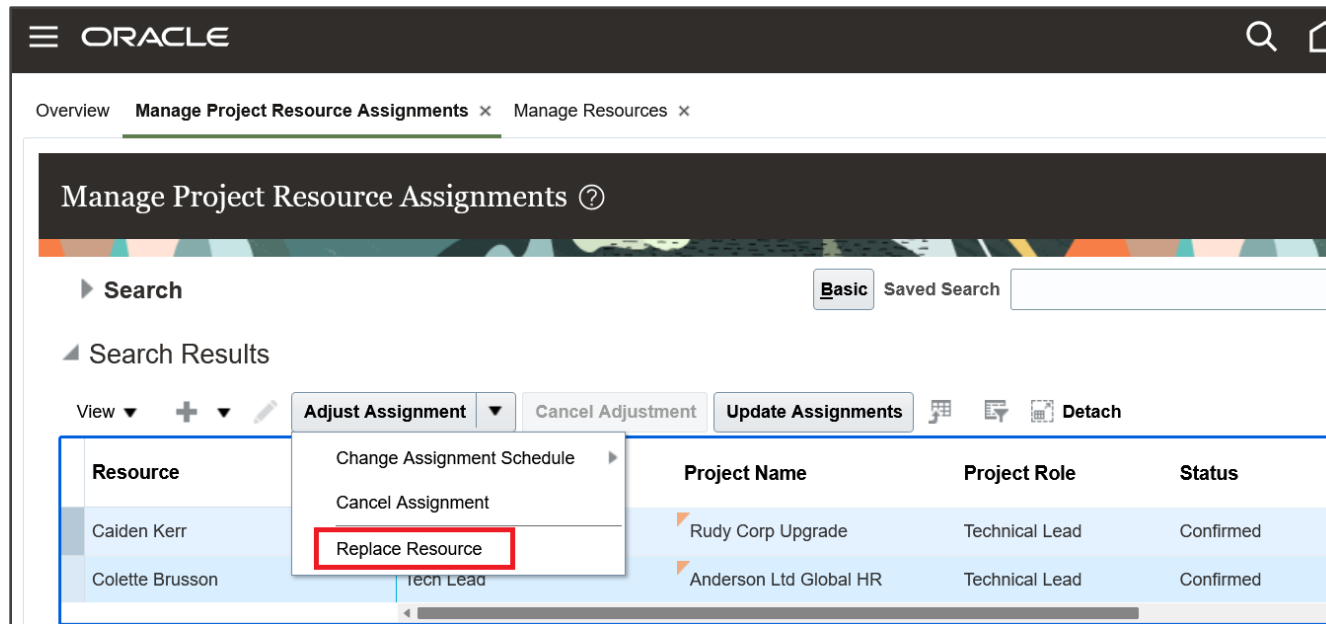 ORACLE
Overview Manage Project Resource Assignments × Manage Resources ×
Manage Project Resource Assignments ?
Search Basic Saved Search
Search Results
View Adjust Assignment Cancel Adjustment Update Assignments Detach
Change Assignment Schedule
Cancel Assignment
Replace Resource
Resource Project Name Project Role Status
Caiden Kerr Rudy Corp Upgrade Technical Lead Confirmed
Colette Brusson Tech Lead Anderson Ltd Global HR Technical Lead Confirmed